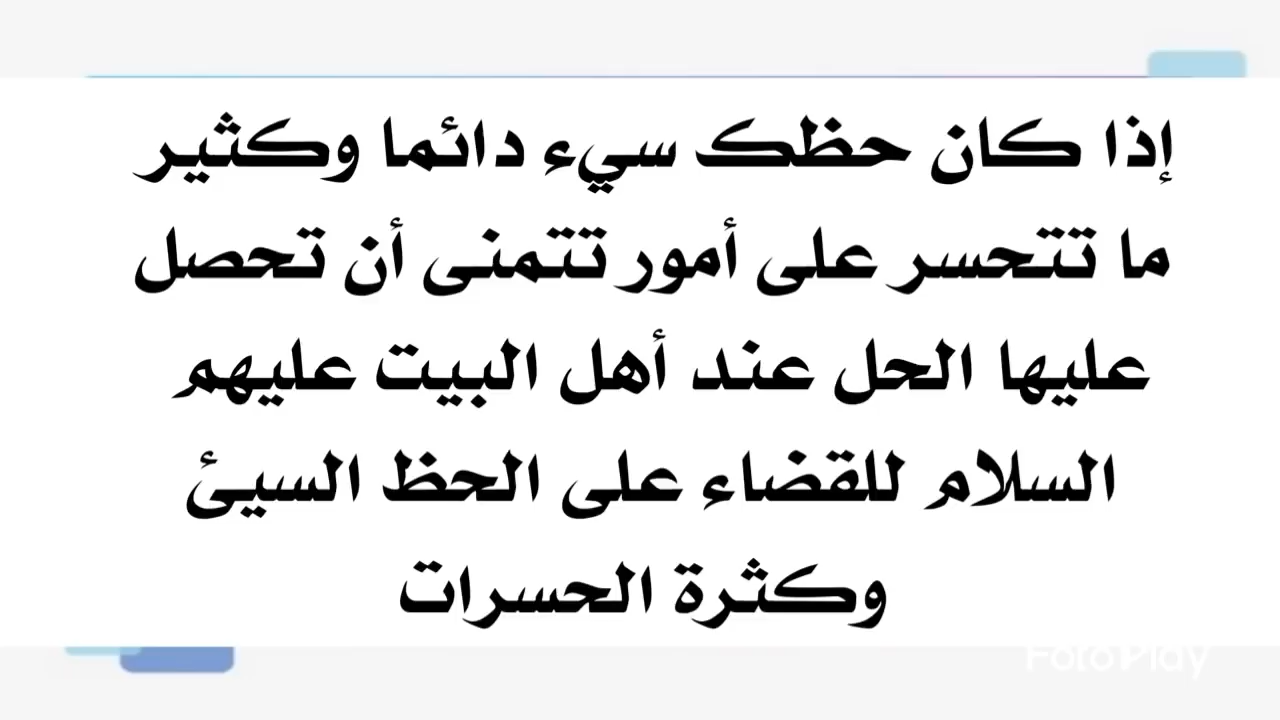 إذا كان حظك سيء دائما وكثير
ما تتحسر على أمور تتمنى أن تحصل
عليها الحل عند أهل البيت عليهم
السلام للقضاء على الحظ السيئ
وكثرة الحسرات
FotoPlay